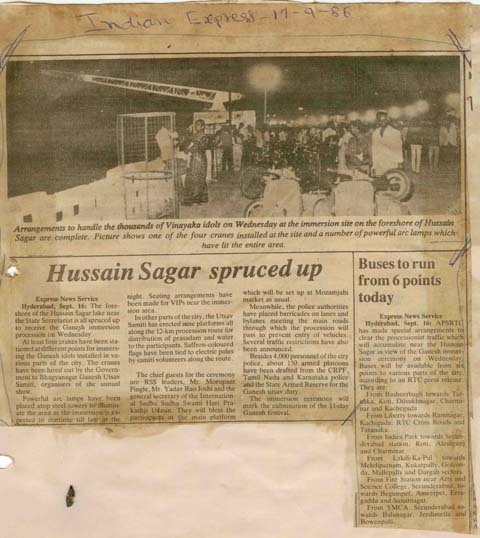 Indian Express - 17-9-86
Arrangements to handle the thousands of Vinayaka idols on Wednesday at the immersion site on the foreshore of Hussain
Sagar are complete. Picture shows one of the four cranes installed at the site and a number of powerful arc lamps which
have lit the entire area.
Hussain Sagar spruced up
Express News Service
Hyderabad, Sept. 16: The fore-
shore of the Hussain Sagar lake near
the State Secretariat is all spruced up
to receive the Ganesh immersion
procession on Wednesday.
At least four cranes have been sta-
tioned at different points for immers-
ing the Ganesh idols installed in va-
rious parts of the city. The cranes
have been hired out by the Govern-
ment to Bhagyanagar Ganesh Utsav
Samiti, organisers of the annual
show.
Powerful arc lamps have been
placed atop steel towers to illumin-
ate the area as the immersion is ex-
pected to continue till late in the
night. Seating arrangements have
been made for VIPs near the immer-
sion area.
In other parts of the city, the Utsav
Samiti has erected nine platforms all
along the 12-km procession route for
distribution of prasadam and water
to the participants. Saffron-coloured
flags have been tied to electric poles
by samiti volunteers along the route.
The chief guests for the ceremony
are RSS leaders, Mr. Moropant
Pingle, Mr. Yadav Rao Joshi and the
general secretary of the Internation-
al Sadhu Sudha Swami Hari Pra-
kashji Udasin. They will bless the
participants at the main platform
which will be set up at Mozamjahi
market as usual.
Meanwhile, the police authorities
have placed barricades on lanes and
bylanes meeting the main roads
through which the procession will
pass to prevent entry of vehicles.
Several traffic restrictions have also
been announced.
Besides 4,000 personnel of the city
police, about 150 armed platoons
have been drafted from the CRPF,
Tamil Nadu and Karnataka police
and the State Armed Reserve for the
Ganesh utsav duty.
The immersion ceremony will
mark the culmination of the 11-day
Ganesh festival.
Buses to run
from 6 points
today
Express News Service
Hyderabad, Sept. 16: APSRTC
has made special arrangements to
clear the processionist traffic which
will accumulate near the Hussain
Sagar in view of the Ganesh immer-
sion ceremony on Wednesday.
Buses will be available from six
points to various parts of the city,
according to an RTC press release.
They are:
From Basheerbagh towards Tar-
naka, Koti, Dilsukhnagar, Charmi-
nar and Kacheguda
From Liberty towards Ramnagar,
Kachiguda, RTC Cross Roads and
Titanaka.
From Indira Park towards Secun-
derabad station, Koti, Afzalgunj
and Charminar.
From Lakdi-Ka-Pul towards
Mehdipatnam, Kukatpally, Golcon-
da, Mallepally and Dargah sectors.
From Fire Station near Arts and
Science College, Secunderabad, to-
wards Begumpet, Ameerpet, Erra-
gadda and Sanatnagar.
From YMCA, Secunderabad to-
wards Balanagar, Jeedimetla and
Bowenpalli.